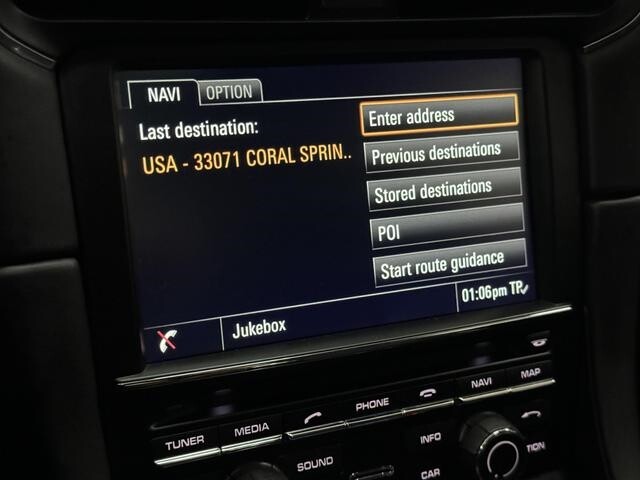 NAVI OPTION
Last destination:
USA - 33071 CORAL SPRIN..
Enter address
Previous destinations
Stored destinations
POI
Start route guidance
01:06pm TP
Jukebox
TUNER MEDIA PHONE NAVI MAP
SOUND INFO TION
CAR